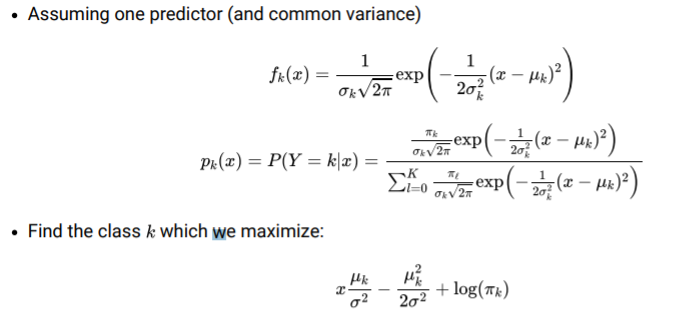 • Assuming one predictor (and common variance)
$f_k(x) = \frac{1}{\sigma_k\sqrt{2\pi}} \exp\left(-\frac{1}{2\sigma_k^2}(x - \mu_k)^2\right)$
$p_k(x) = P(Y = k|x) = \frac{\frac{\pi_k}{\sigma_k\sqrt{2\pi}} \exp\left(-\frac{1}{2\sigma_k^2}(x - \mu_k)^2\right)}{\sum_{l=0}^{K} \frac{\pi_\ell}{\sigma_k\sqrt{2\pi}} \exp\left(-\frac{1}{2\sigma_k^2}(x - \mu_k)^2\right)}$
• Find the class $k$ which we maximize:
$x\frac{\mu_k}{\sigma^2} - \frac{\mu_k^2}{2\sigma^2} + \log(\pi_k)$